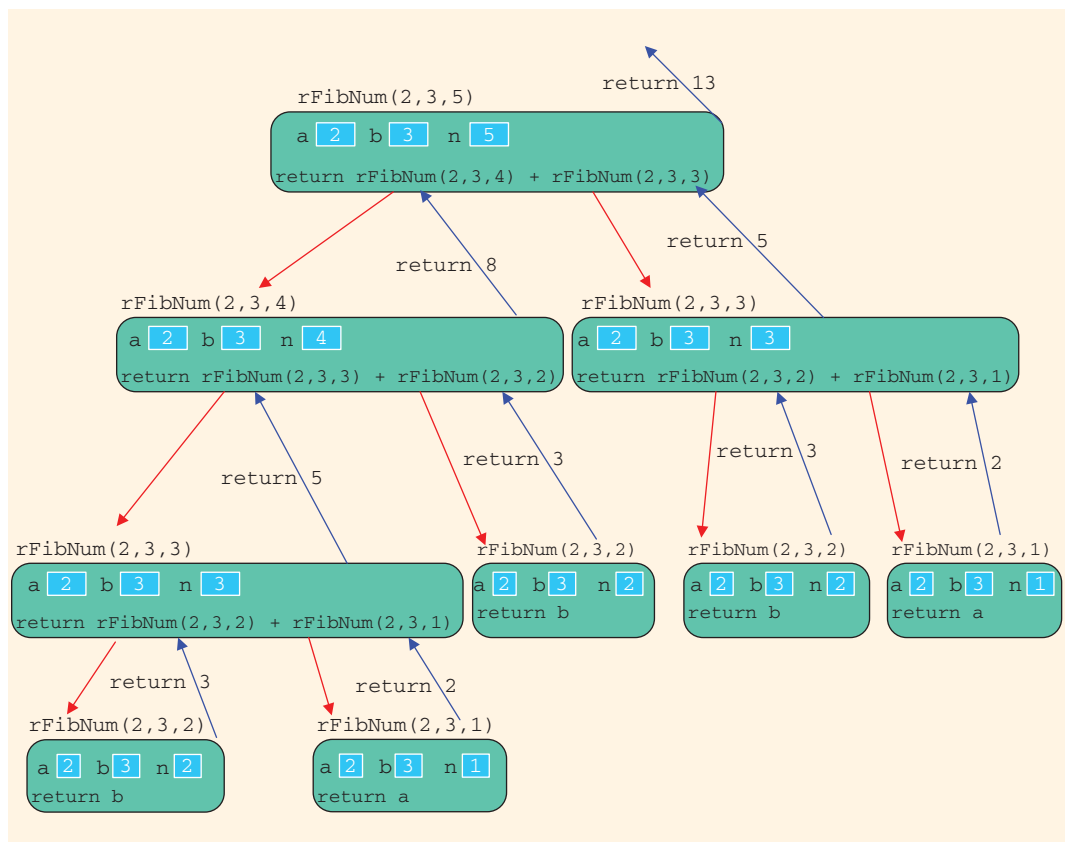 return 13
rFibNum(2,3,5)
a 2 b 3 n 5
return rFibNum(2,3,4) + rFibNum(2,3,3)
return 5
return 8
rFibNum(2,3,4)
a 2 b 3 n 4
return rFibNum(2,3,3) + rFibNum(2,3,2)
rFibNum(2,3,3)
a 2 b 3 n 3
return rFibNum(2,3,2) + rFibNum(2,3,1)
return 5
return 3
return 3
return 2
rFibNum(2,3,3)
a 2 b 3 n 3
return rFibNum(2,3,2) + rFibNum(2,3,1)
rFibNum(2,3,2)
a 2 b 3 n 2
return b
rFibNum(2,3,2)
a 2 b 3 n 2
return b
rFibNum(2,3,1)
a 2 b 3 n 1
return a
return 3
return 2
rFibNum(2,3,2)
a 2 b 3 n 2
return b
rFibNum(2,3,1)
a 2 b 3 n 1
return a